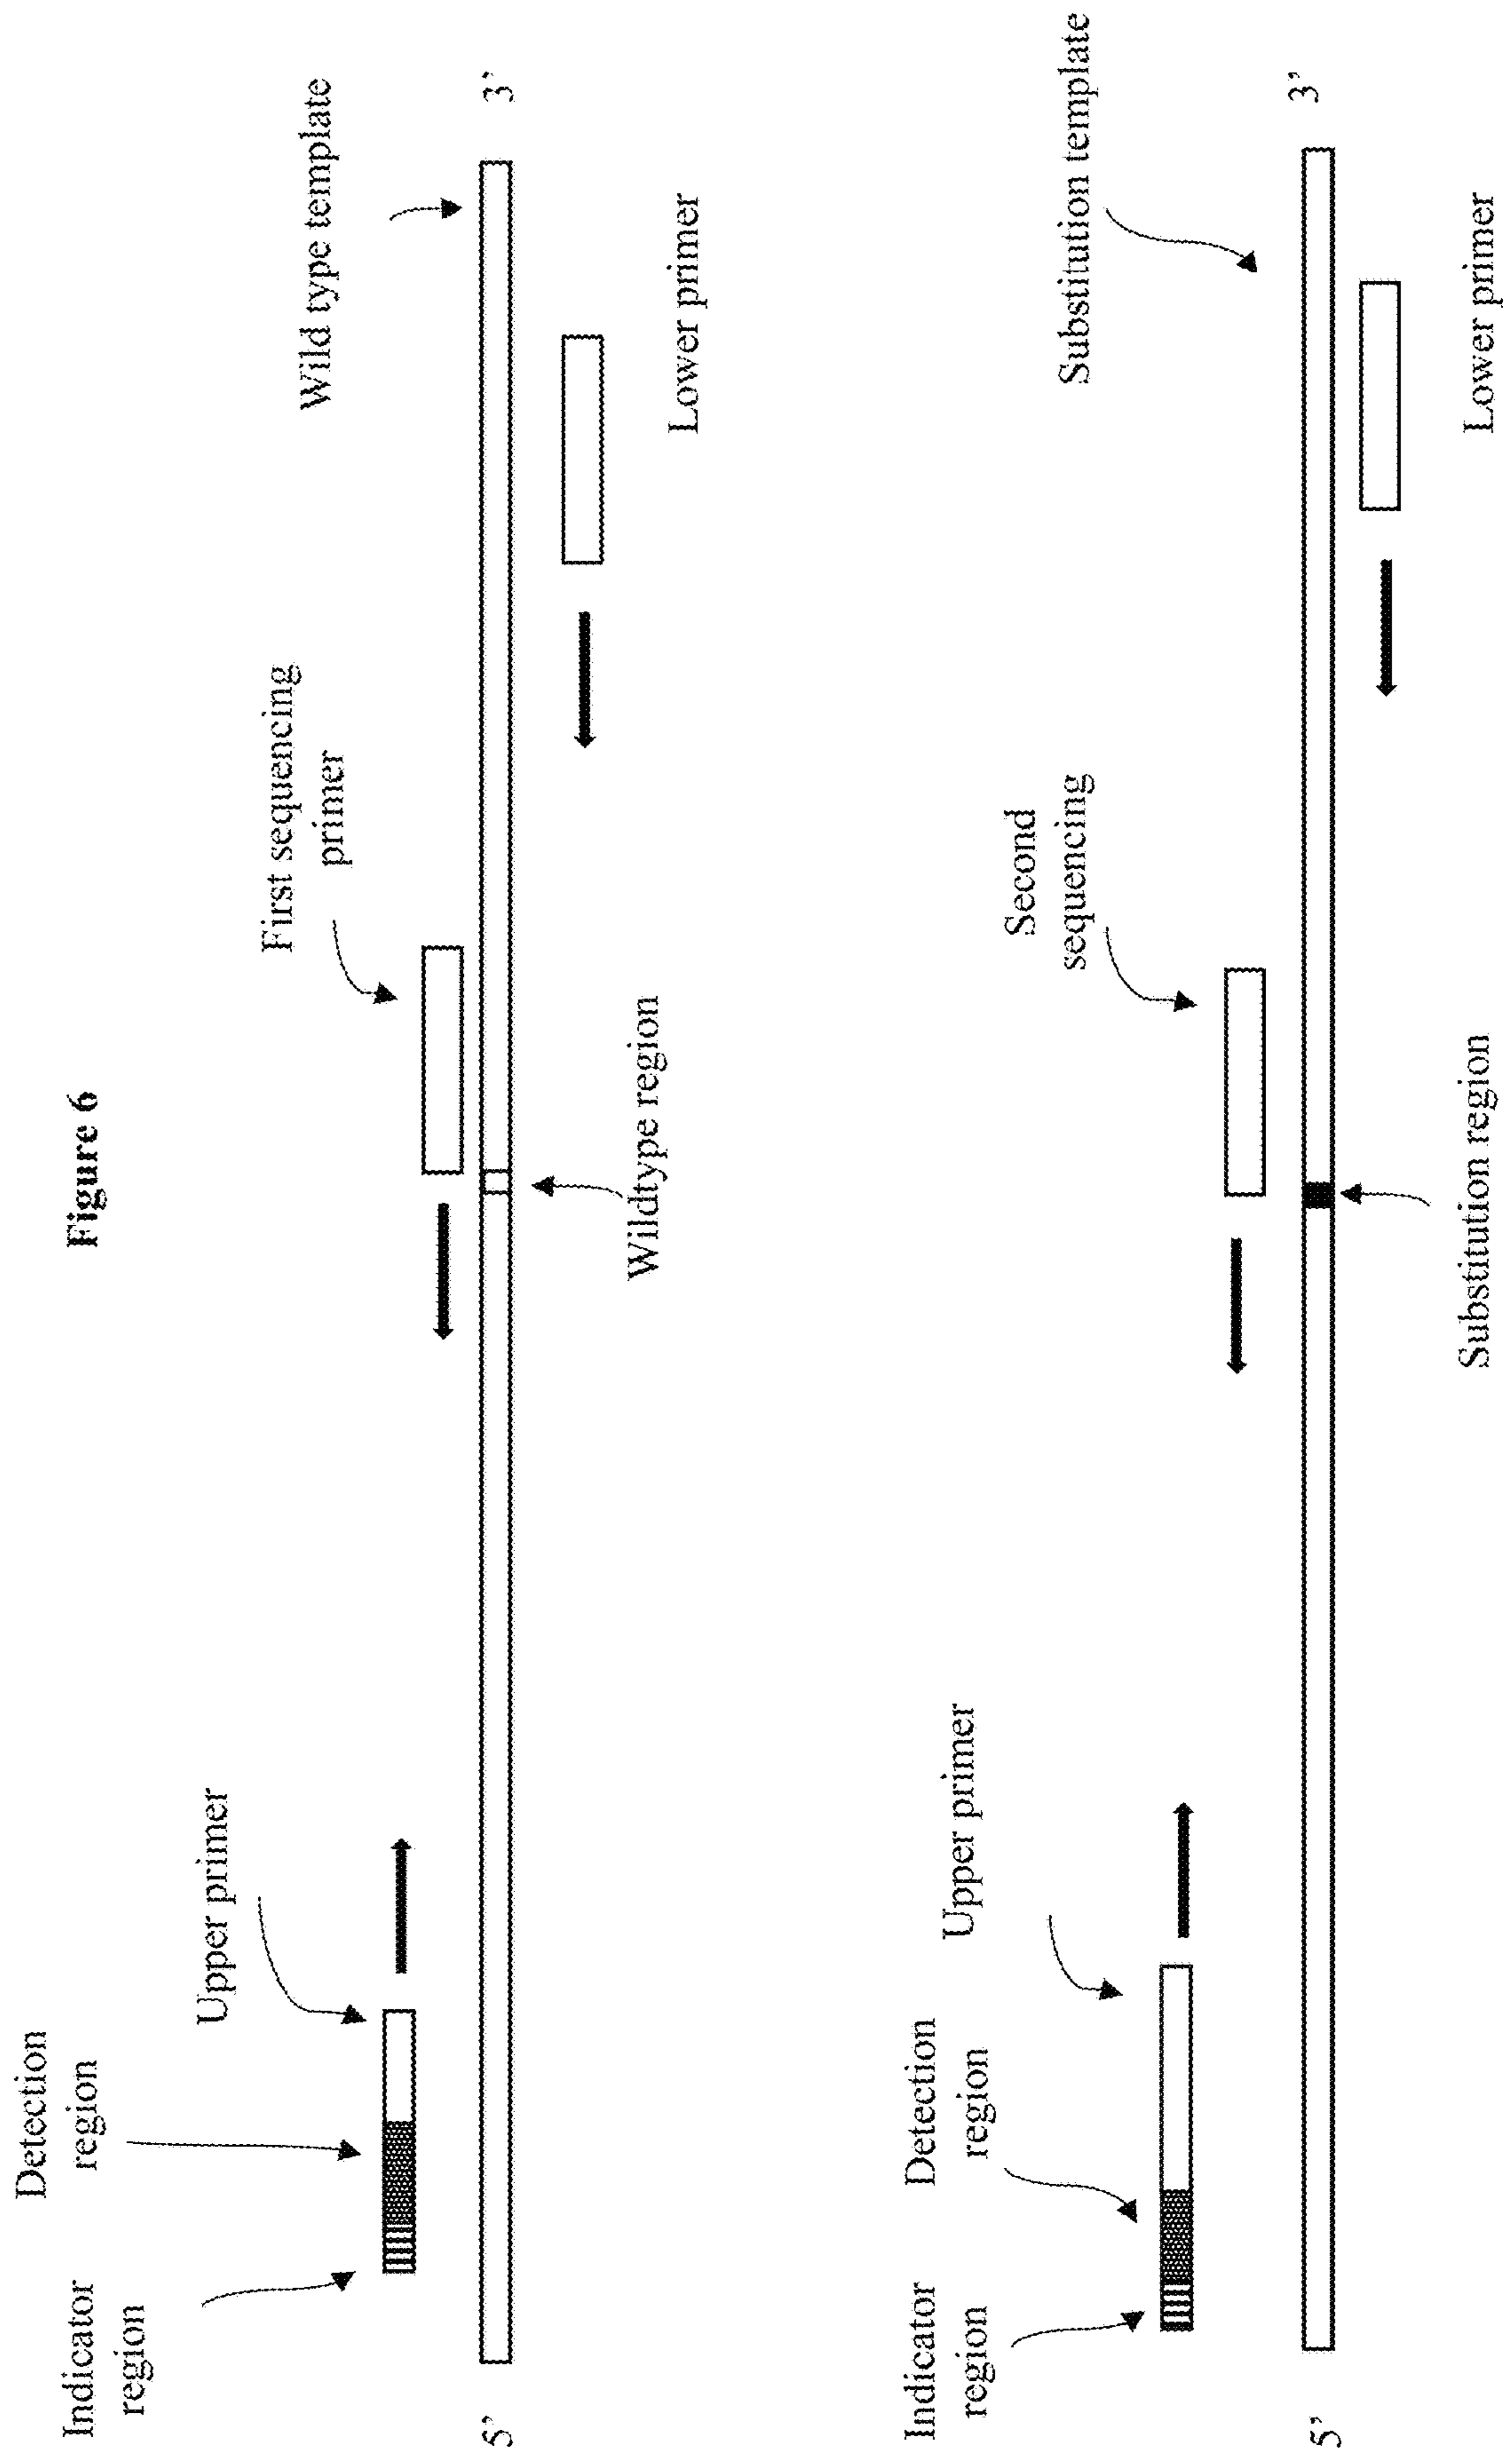 Figure 6
Indicator
region
Detection
region
Upper primer
First sequencing
primer
Wild type template
5’
3’
Wildtype region
Lower primer
Indicator
region
Detection
region
Upper primer
Second
sequencing
Substitution template
5’
3’
Substitution region
Lower primer